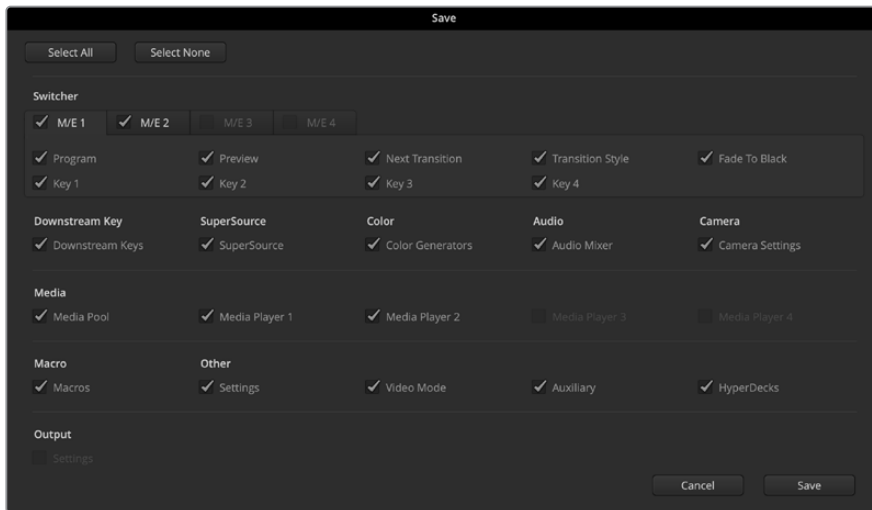 Save
Select All Select None
Switcher
M/E 1 M/E 2 M/E 3 M/E 4
Program Preview Next Transition Transition Style Fade To Black
Key 1 Key 2 Key 3 Key 4
Downstream Key SuperSource Color Audio Camera
Downstream Keys SuperSource Color Generators Audio Mixer Camera Settings
Media
Media Pool Media Player 1 Media Player 2 Media Player 3 Media Player 4
Macro Other
Macros Settings Video Mode Auxiliary HyperDecks
Output
Settings
Cancel Save